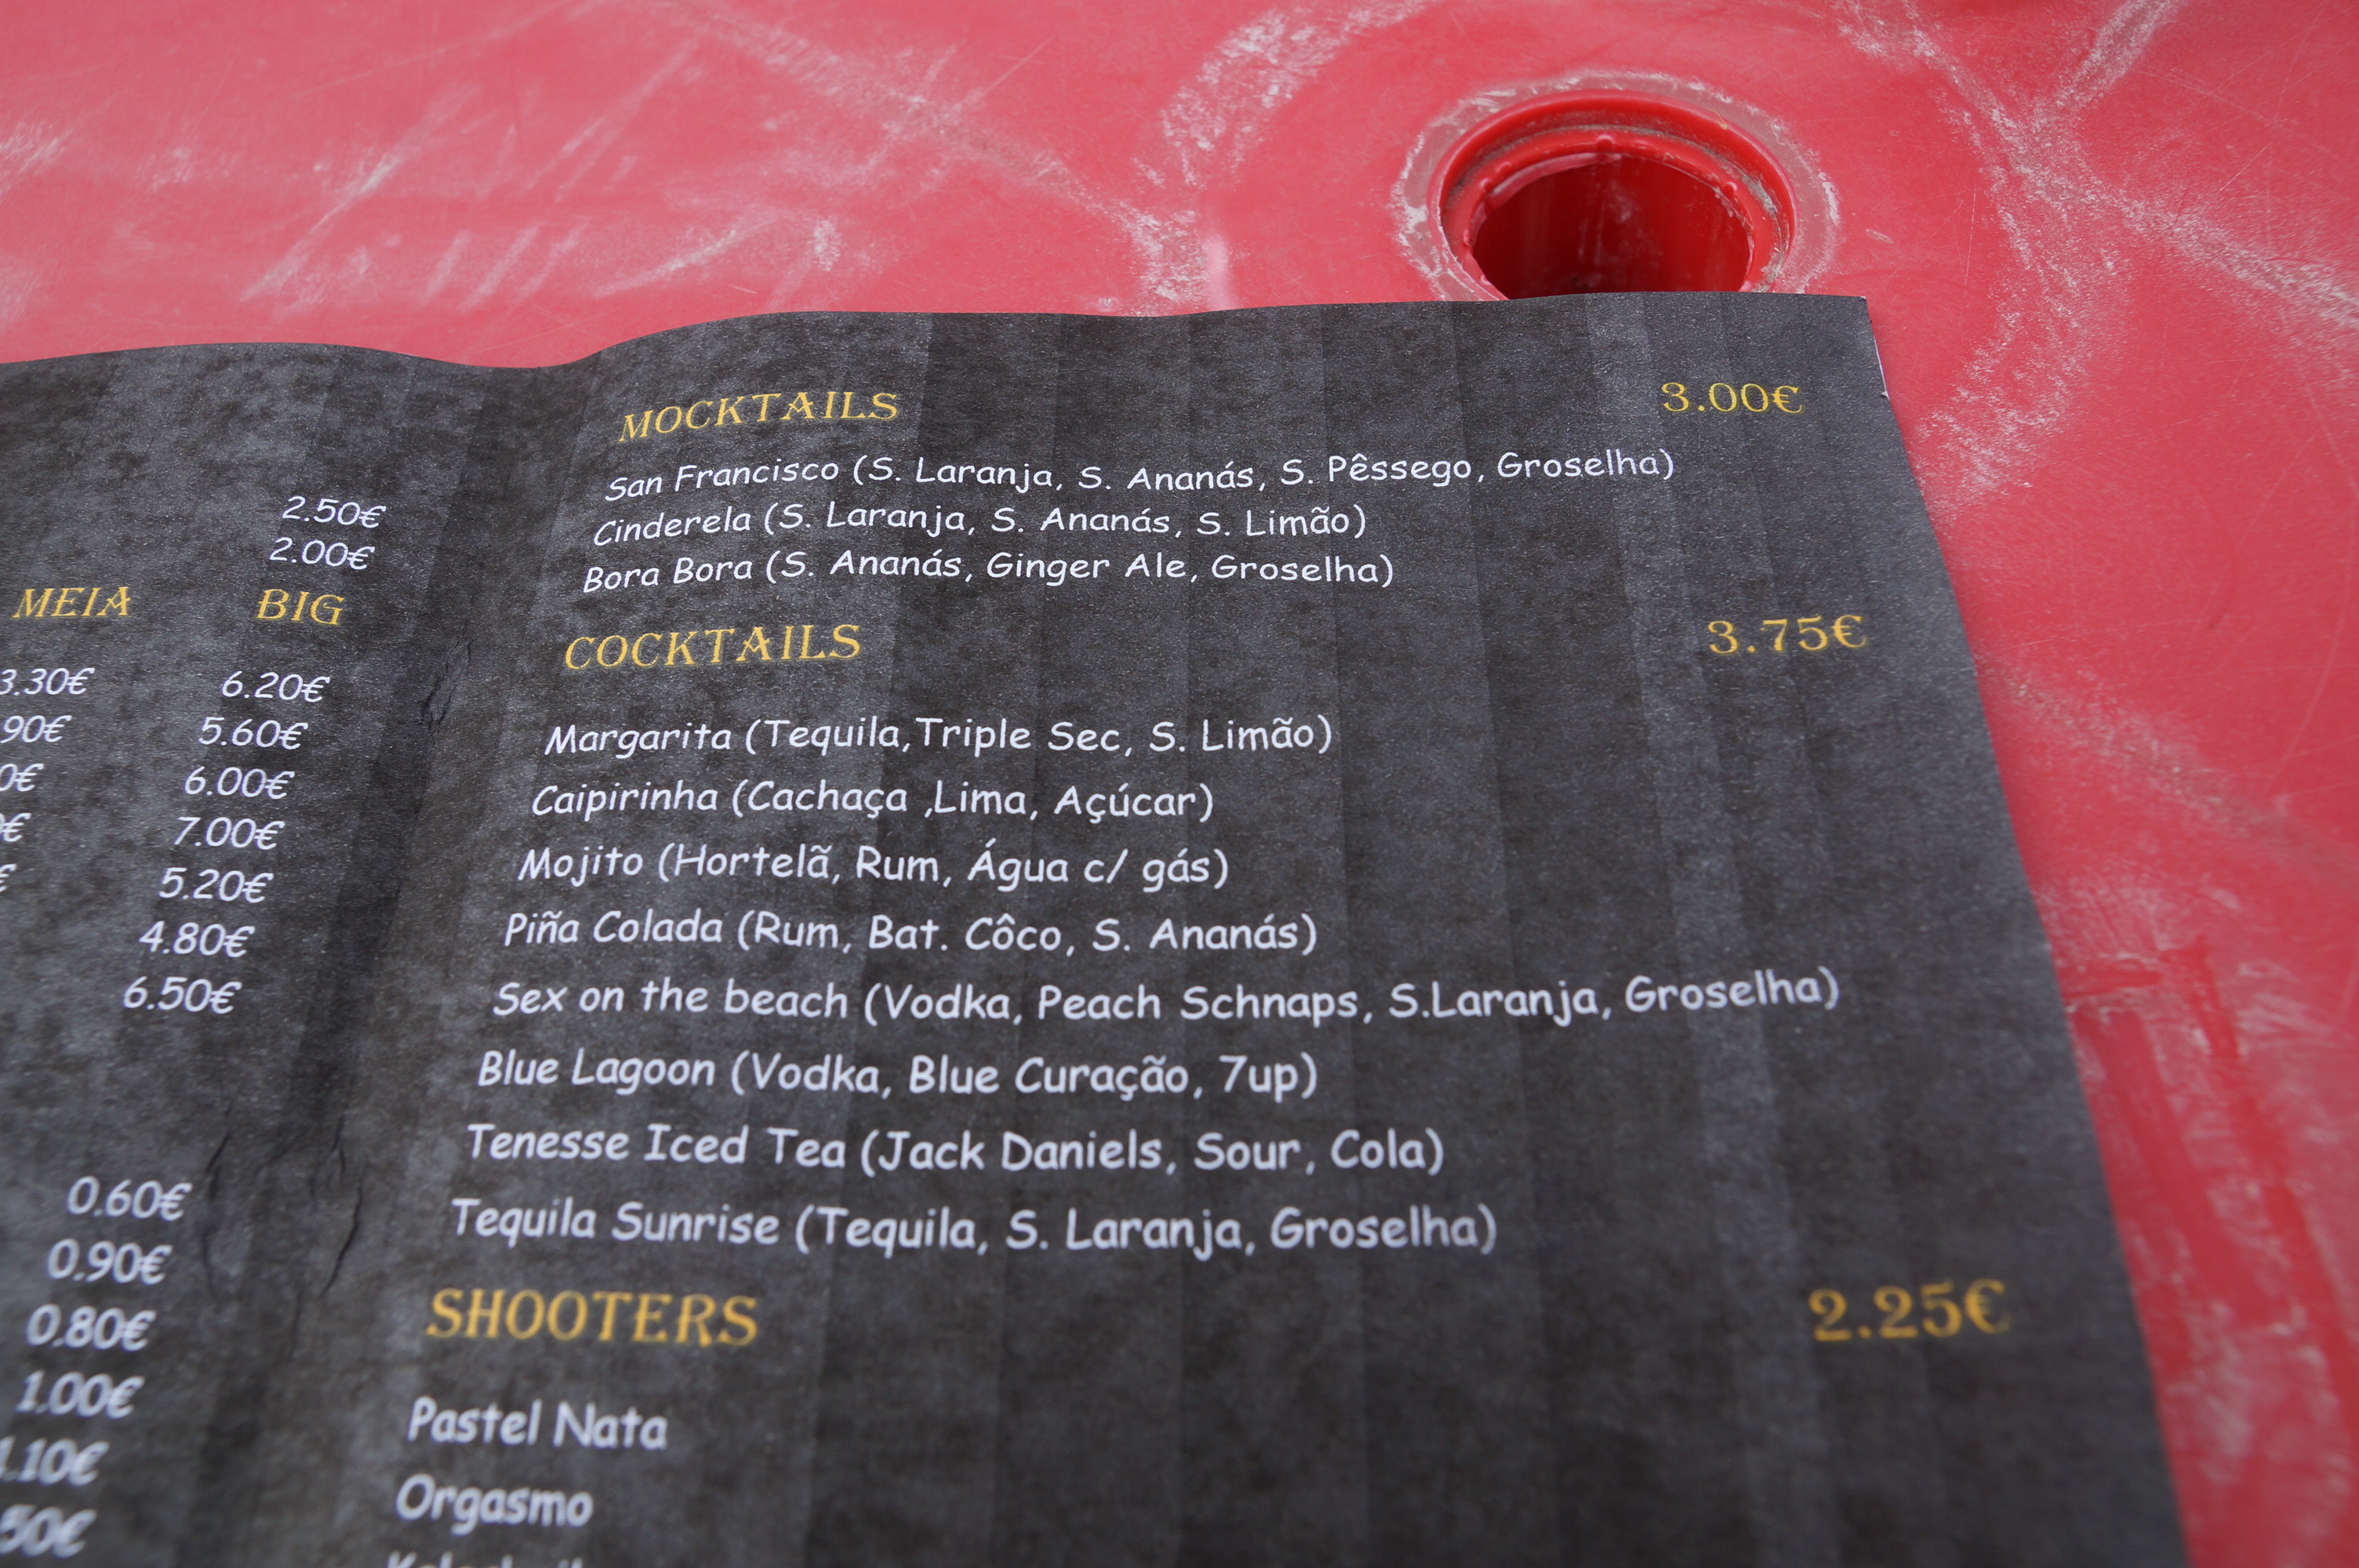 2.50€
2.00€
MEIA BIG
3.30€ 6.20€
5.60€
6.00€
7.00€
5.20€
4.80€
6.50€
0.60€
0.90€
0.80€
1.00€
1.10€
MOCKTAILS 3.00€
San Francisco (S. Laranja, S. Ananás, S. Pêssego, Groselha)
Cinderela (S. Laranja, S. Ananás, S. Limão)
Bora Bora (S. Ananás, Ginger Ale, Groselha)
COCKTAILS 3.75€
Margarita (Tequila,Triple Sec, S. Limão)
Caipirinha (Cachaça ,Lima, Açúcar)
Mojito (Hortelã, Rum, Água c/ gás)
Piña Colada (Rum, Bat. Côco, S. Ananás)
Sex on the beach (Vodka, Peach Schnaps, S.Laranja, Groselha)
Blue Lagoon (Vodka, Blue Curação, 7up)
Tenesse Iced Tea (Jack Daniels, Sour, Cola)
Tequila Sunrise (Tequila, S. Laranja, Groselha)
SHOOTERS 2.25€
Pastel Nata
Orgasmo